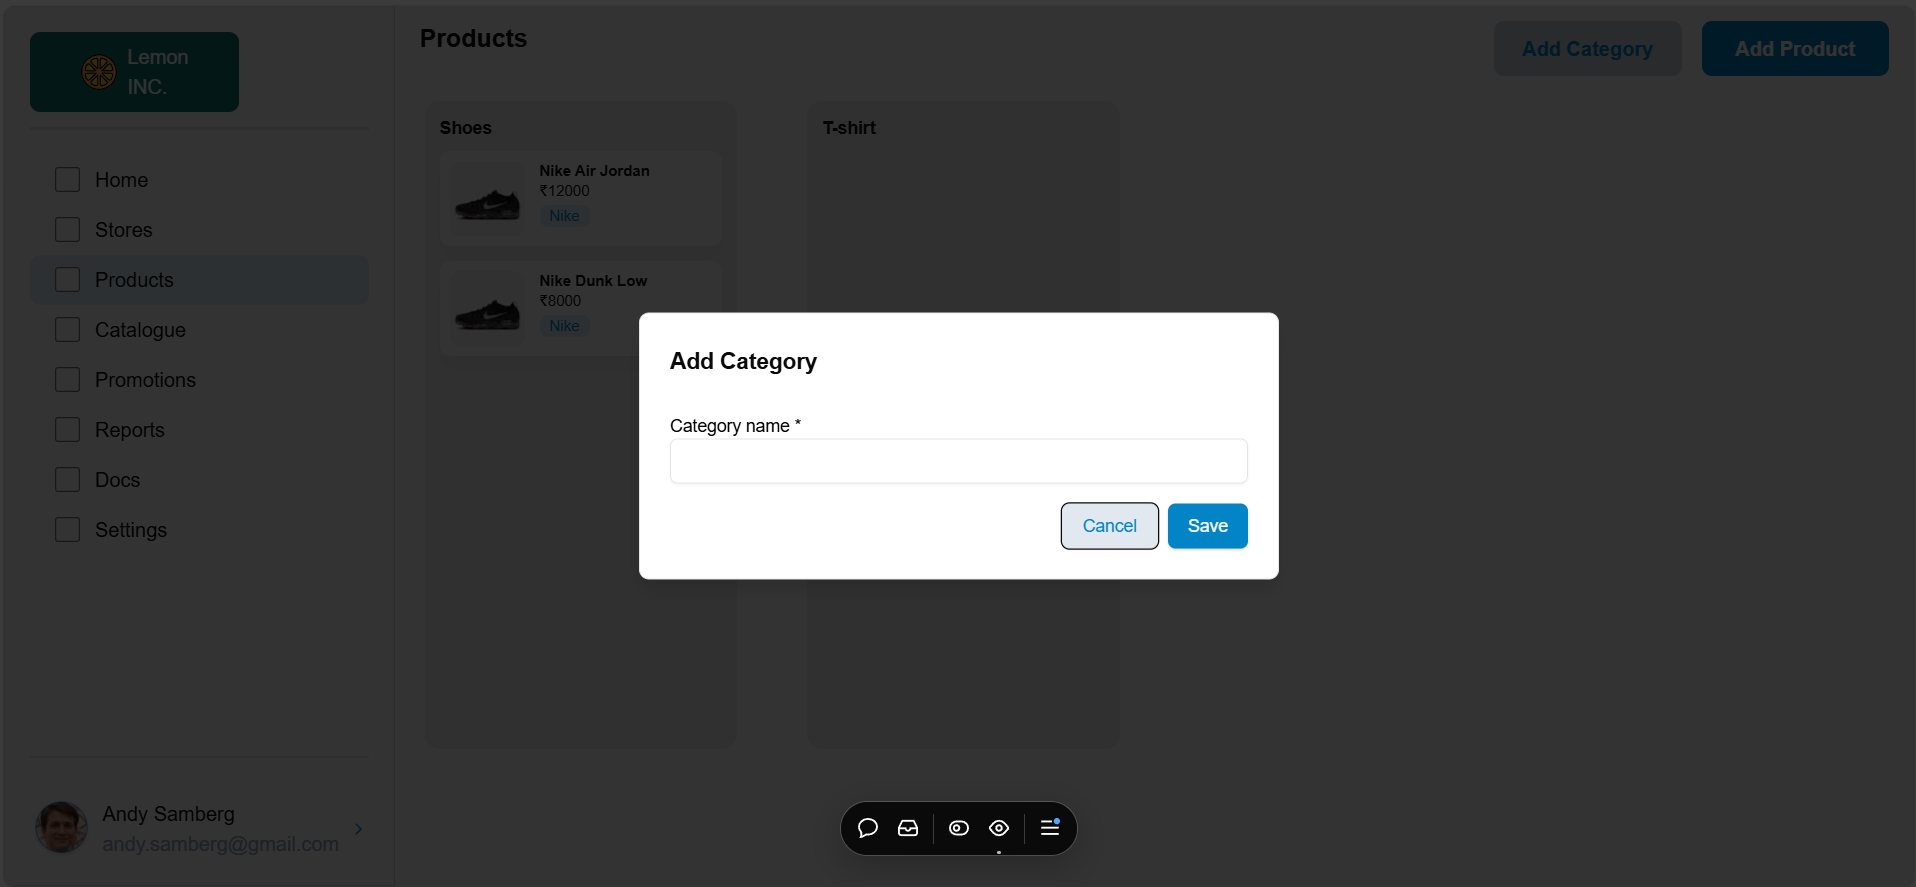 Lemon
INC.
Home
Stores
Products
Catalogue
Promotions
Reports
Docs
Settings
Andy Samberg
andy.samberg@gmail.com
Products
Add Category
Add Product
Shoes
Nike Air Jordan
₹12000
Nike
Nike Dunk Low
₹8000
Nike
T-shirt
Add Category
Category name *
Cancel
Save